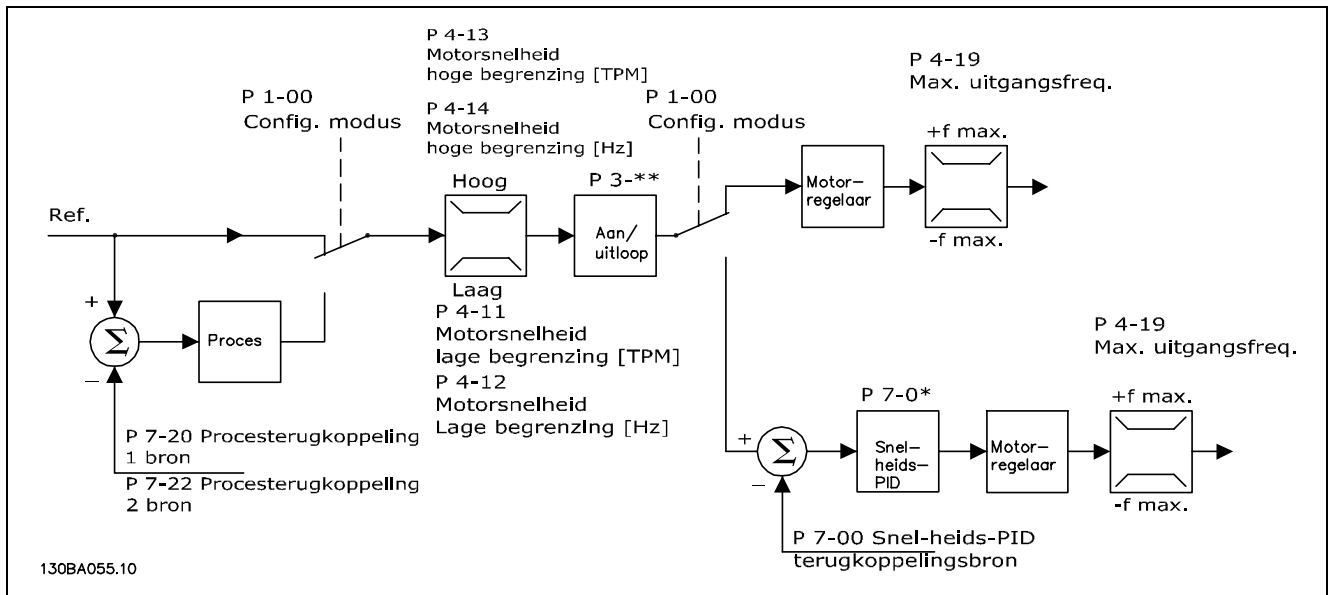 P 4-13
Motorsnelheid
hoge begrenzing [TPM]
P 4-19
Max. uitgangsfreq.
P 1-00
Config. modus
P 4-14
Motorsnelheid
hoge begrenzing [Hz]
P 1-00
Config. modus
+f max.
Hoog
P 3-**
Motor-
regelaar
Ref.
Aan/
uitloop
-f max.
Laag
+
P 4-11
Motorsnelheid
lage begrenzing [TPM]
Σ
Proces
P 4-19
Max. uitgangsfreq.
P 4-12
Motorsnelheid
Lage begrenzing [Hz]
−
P 7-0*
+f max.
P 7-20 Procesterugkoppeling
1 bron
+
Σ
Snel-
heids-
PID
Motor-
regelaar
P 7-22 Procesterugkoppeling
2 bron
−
-f max.
P 7-00 Snel-heids-PID
terugkoppelingsbron
130BA055.10